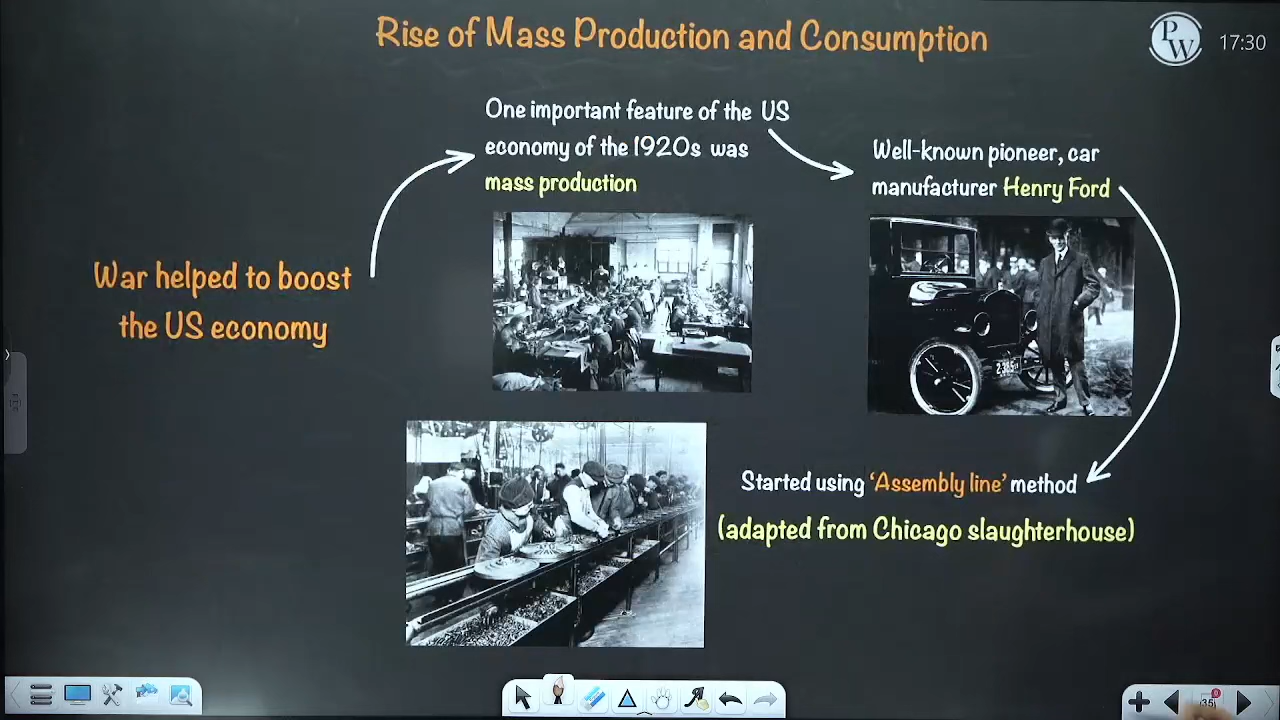 Rise of Mass Production and Consumption
P
W
17:30
One important feature of the US
economy of the 1920s was
mass production
Well-known pioneer, car
manufacturer Henry Ford
War helped to boost
the US economy
Started using ‘Assembly line’ method
(adapted from Chicago slaughterhouse)